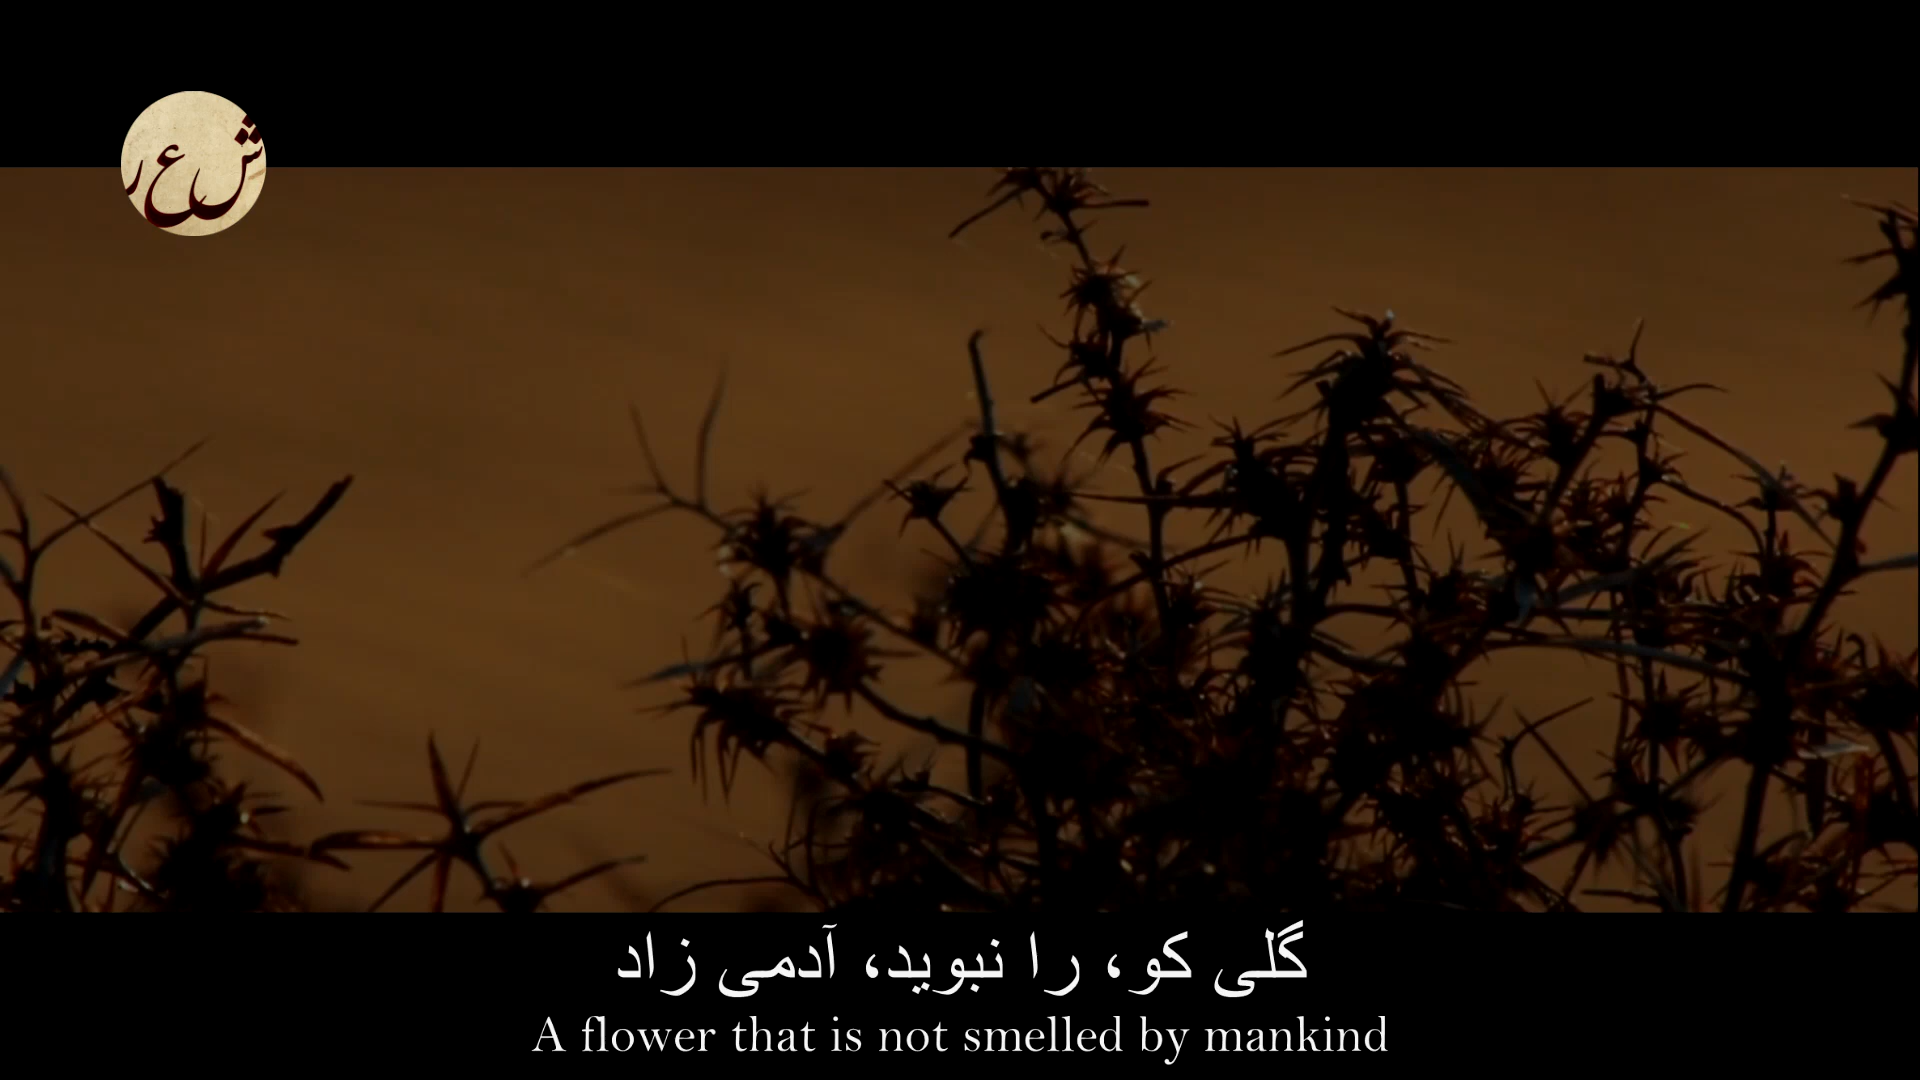 شعر
گلی کو، را نبوید، آدمی زاد
A flower that is not smelled by mankind